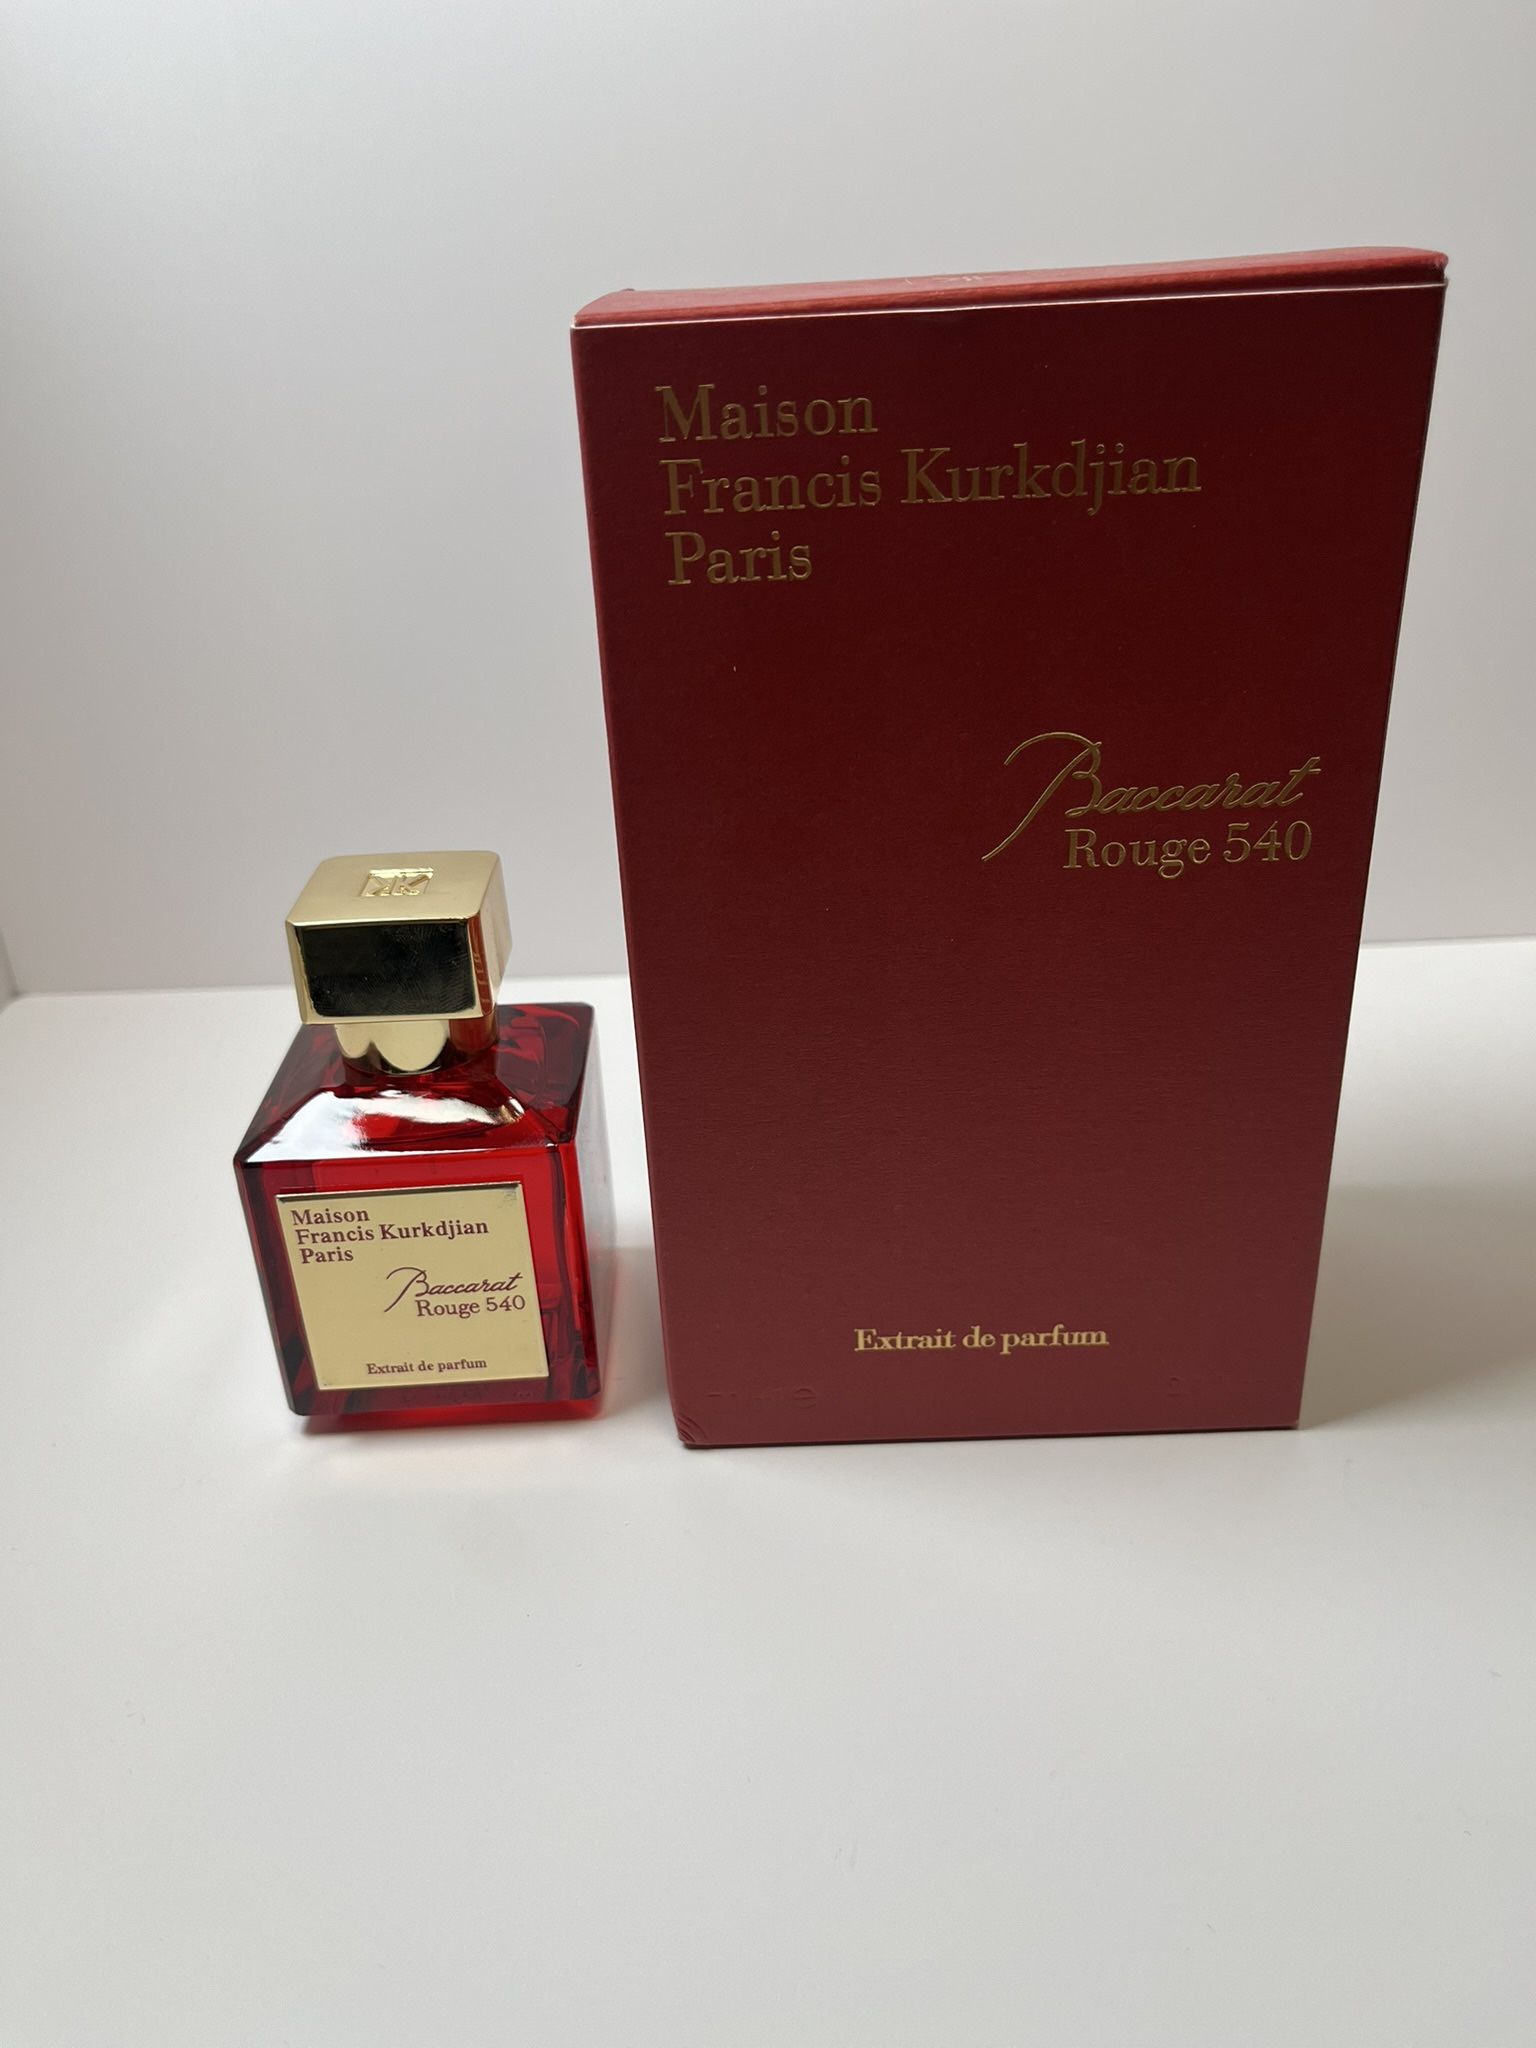 Maison
Francis Kurkdjian
Paris
Baccarat
Rouge 540
Extrait de parfum
Maison
Francis Kurkdjian
Paris
Baccarat
Rouge 540
Extrait de parfum